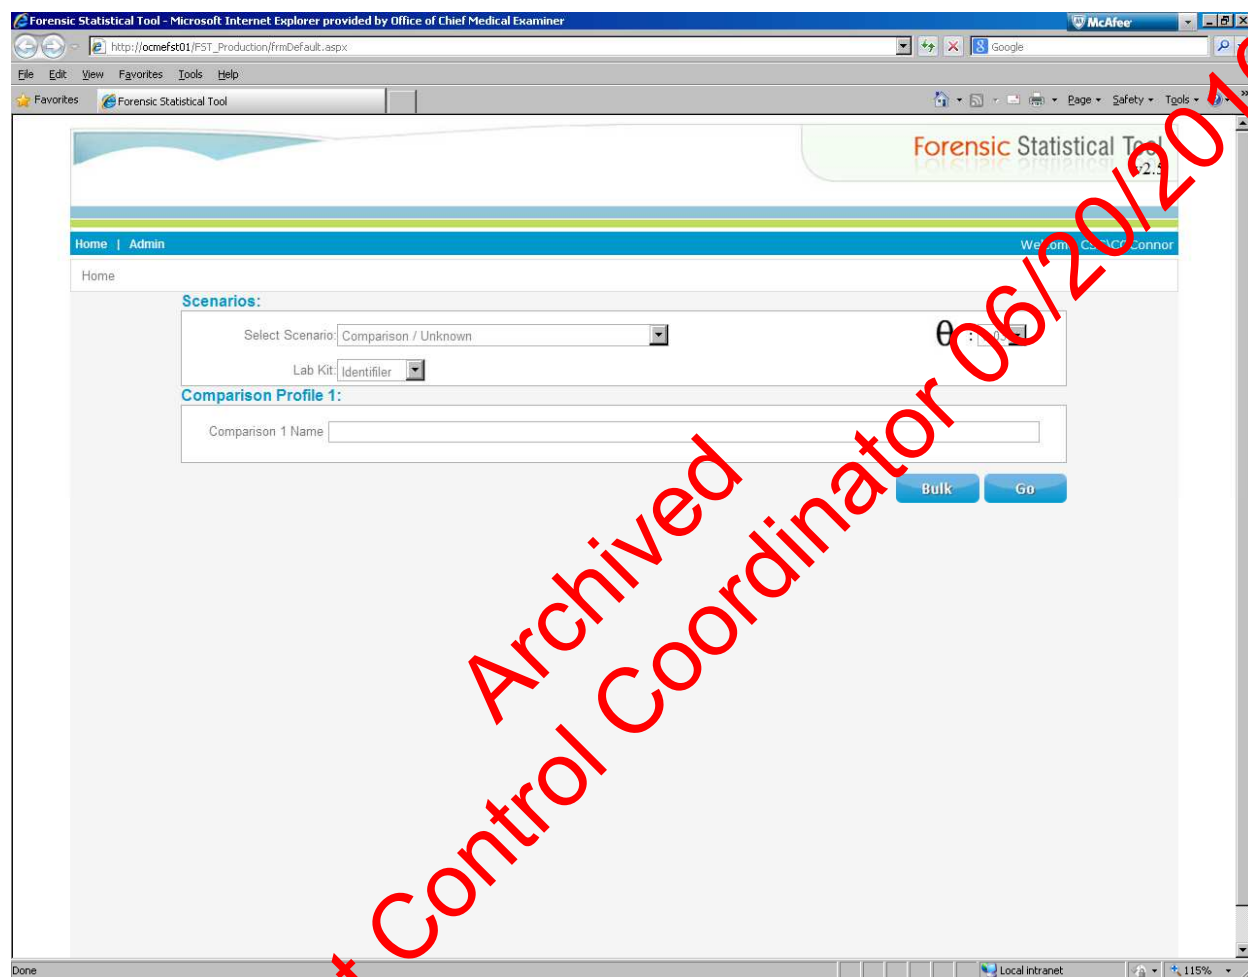 Forensic Statistical Tool - Microsoft Internet Explorer provided by Office of Chief Medical Examiner
McAfee
http://ocmefst01/FST_Production/frmDefault.aspx
Google
File Edit View Favorites Tools Help
Favorites
Forensic Statistical Tool
Page Safety Tools
Forensic Statistical Tool
Home | Admin
Home
Scenarios:
Select Scenario: Comparison / Unknown
θ :
Lab Kit: Identifiler
Comparison Profile 1:
Comparison 1 Name
Bulk Go
Archived
Control Coordinator
Done
Local intranet
115%